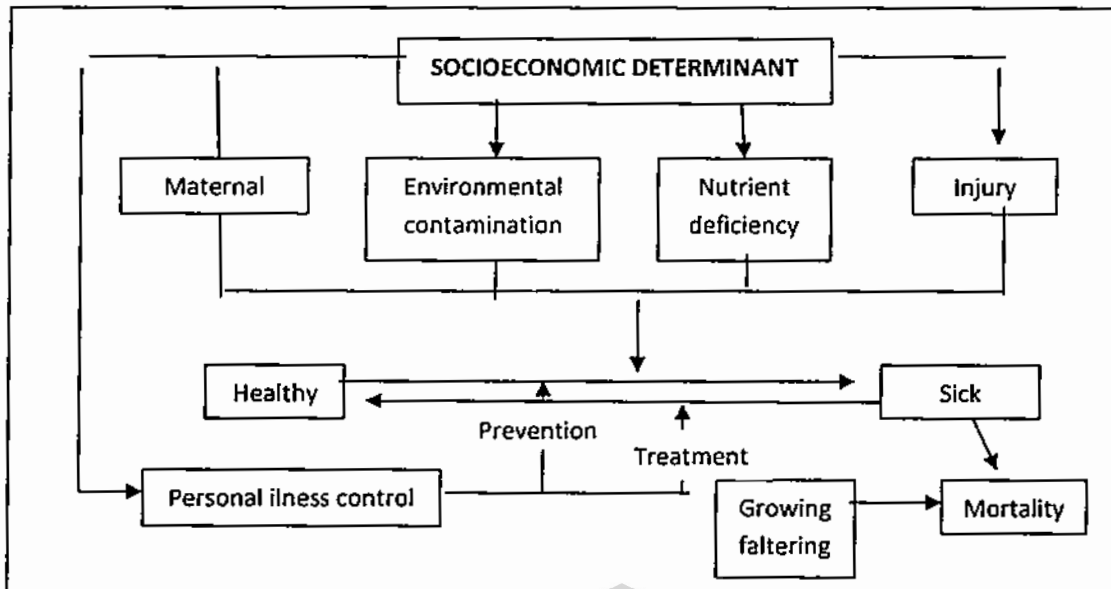 SOCIOECONOMIC DETERMINANT
Maternal
Environmental
contamination
Nutrient
deficiency
Injury
Healthy
Sick
Prevention
Treatment
Personal ilness control
Growing
faltering
Mortality